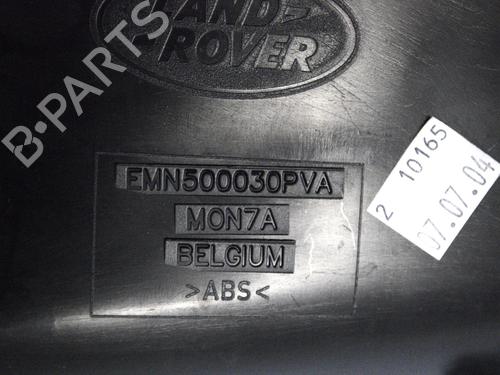 LAND
ROVER
B-PARTS
EMN500030PVA
MON7A
BELGIUM
>ABS<
2 10165
07.07.04